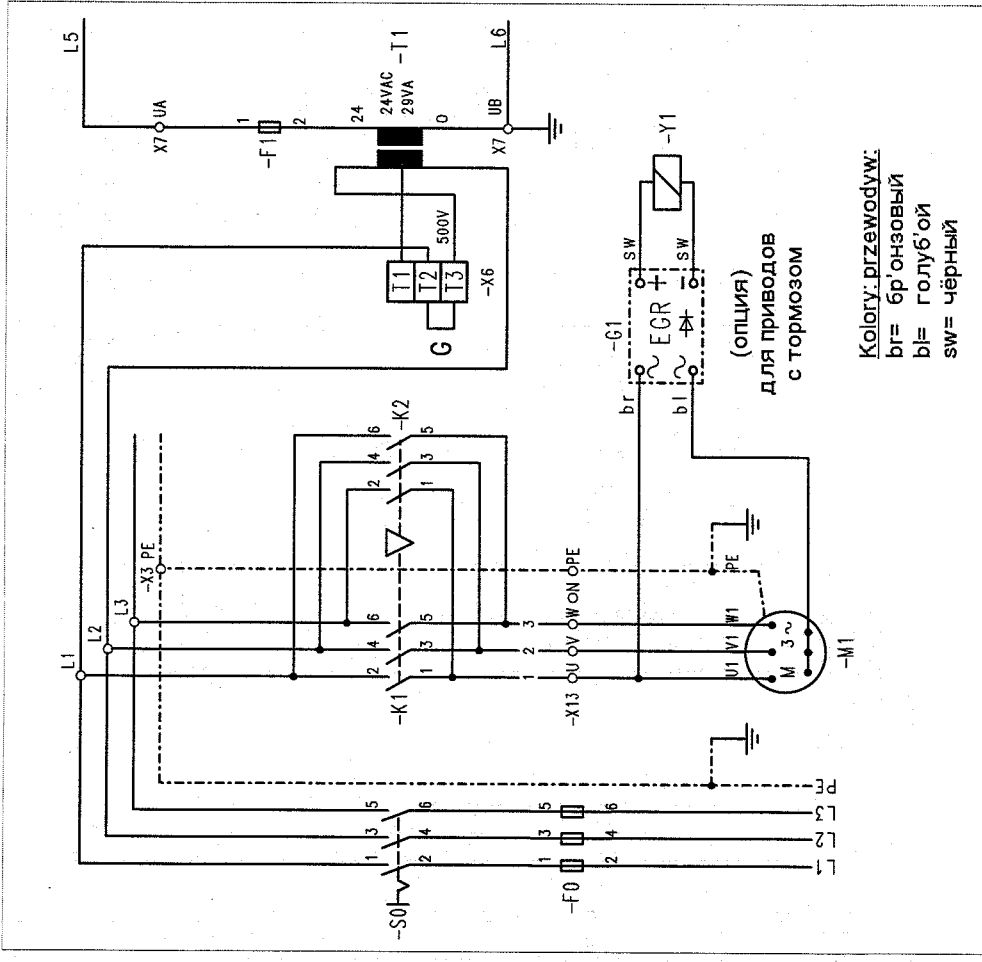 L5
X7 UA
1
-F1
2
24
24VAC
29VA
-T1
0
X7 UB
L6
T1
T2
T3
500V
-X6
G
L1
L2
L3
-X3 PE
-K2
2 4 6
1 3 5
2 4 6
-K1
1 3 5
1 2 3
-X13
U V W N PE
U1 V1 W1
PE
M
3~
-M1
-G1
EGR
+
-
~
~
br
bl
sw
sw
-Y1
(опция)
для приводов
с тормозом
Kolory: przewodyw:
br= бр'онзовый
bl= голуб'ой
sw= чёрный
-S0
1 3 5
2 4 6
1 3 5
-F0
2 4 6
L1
L2
L3
PE